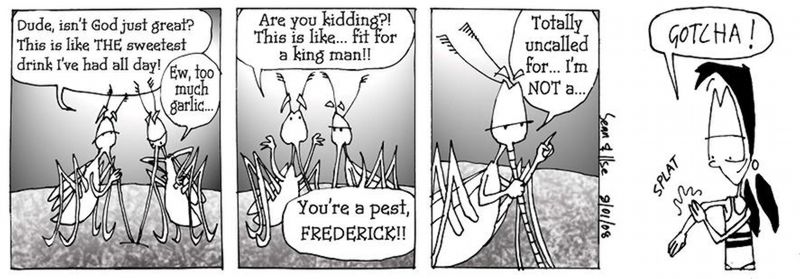 Dude, isn't God just great?
This is like THE sweetest
drink I've had all day!
Ew, too
much
garlic...
Are you kidding?!
This is like... fit for
a king man!!
You're a pest,
FREDERICK!!
Totally
uncalled
for... I'm
NOT a...
Sean & Ilse 9/01/08
GOTCHA!
SPLAT